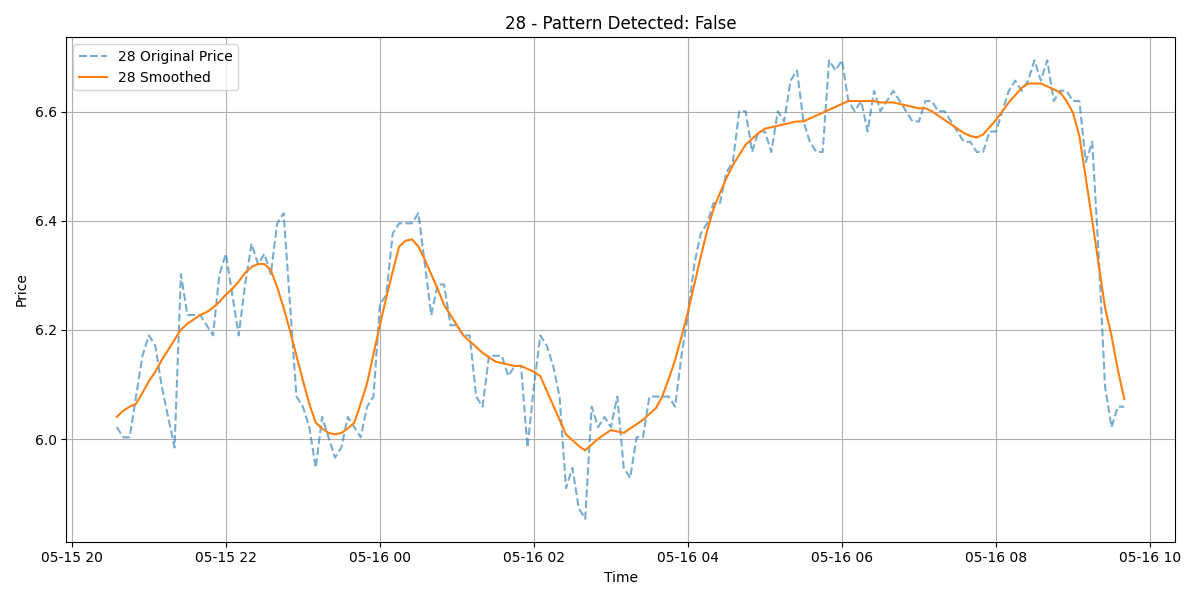 28 - Pattern Detected: False
28 Original Price
28 Smoothed
Price
6.6
6.4
6.2
6.0
05-15 20 05-15 22 05-16 00 05-16 02 05-16 04 05-16 06 05-16 08 05-16 10
Time